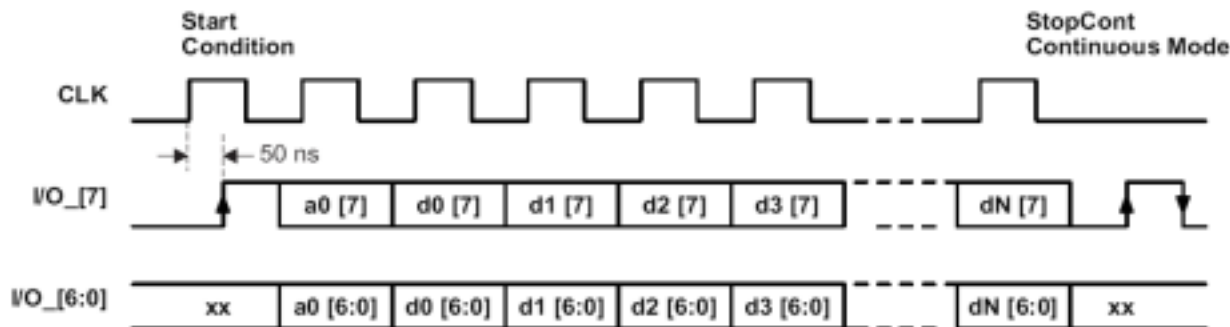 Start
Condition
StopCont
Continuous Mode
CLK
50 ns
I/O_[7]
a0 [7] d0 [7] d1 [7] d2 [7] d3 [7] dN [7]
I/O_[6:0]
xx a0 [6:0] d0 [6:0] d1 [6:0] d2 [6:0] d3 [6:0] dN [6:0] xx